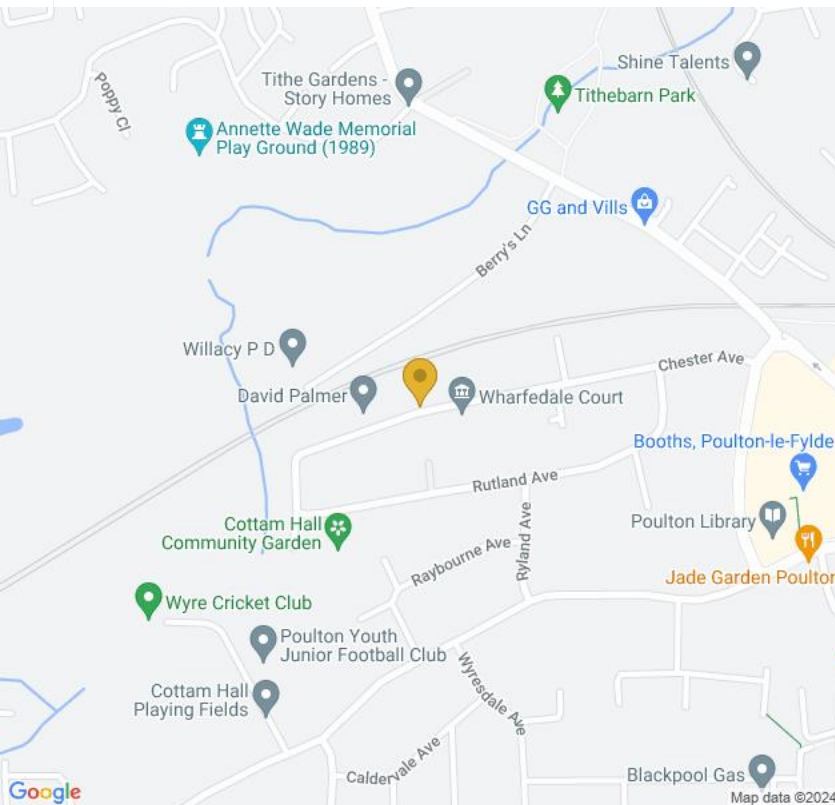 Shine Talents
Tithe Gardens -
Story Homes
Poppy Cl
Tithebarn Park
Annette Wade Memorial
Play Ground (1989)
GG and Vills
Berry's Ln
Willacy P D
Chester Ave
David Palmer
Wharfedale Court
Booths, Poulton-le-Fylde
Rutland Ave
Poulton Library
Cottam Hall
Community Garden
Ryland Ave
Raybourne Ave
Jade Garden Poulton
Wyre Cricket Club
Poulton Youth
Junior Football Club
Wyresdale Ave
Cottam Hall
Playing Fields
Caldervale Ave
Blackpool Gas
Google
Map data ©2024